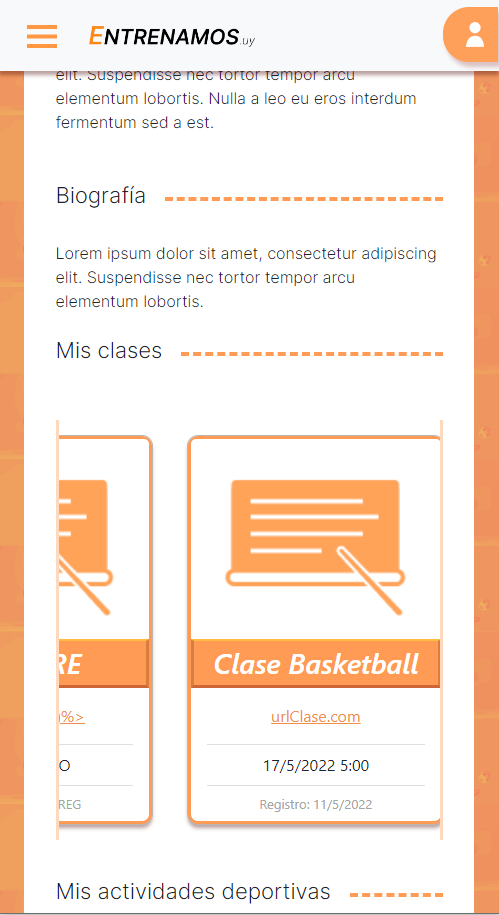 ENTRENAMOS.uy
elit. Suspendisse nec tortor tempor arcu
elementum lobortis. Nulla a leo eu eros interdum
fermentum sed a est.
Biografía
Lorem ipsum dolor sit amet, consectetur adipiscing
elit. Suspendisse nec tortor tempor arcu
elementum lobortis.
Mis clases
RE
)%>
O
REG
Clase Basketball
urlClase.com
17/5/2022 5:00
Registro: 11/5/2022
Mis actividades deportivas